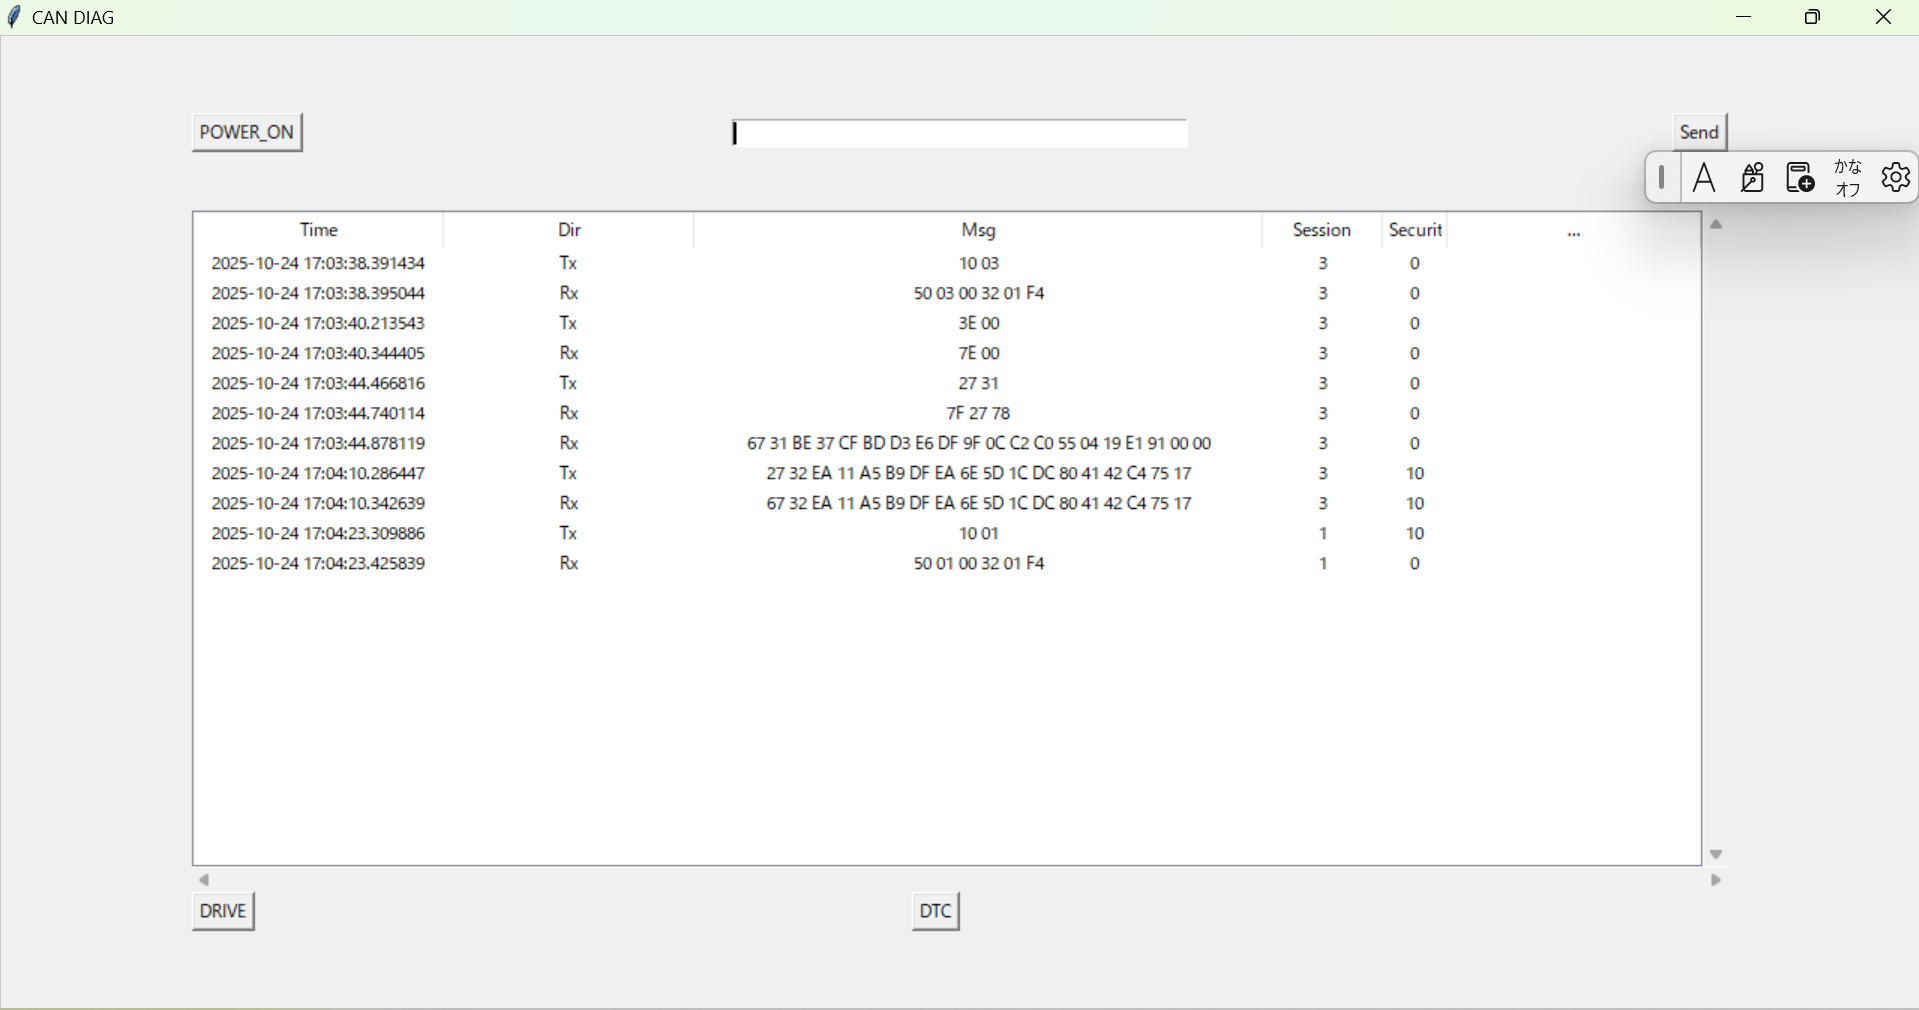 CAN DIAG
POWER_ON
Send
A
かな
オフ
Time Dir Msg Session Securit ...
2025-10-24 17:03:38.391434 Tx 10 03 3 0
2025-10-24 17:03:38.395044 Rx 50 03 00 32 01 F4 3 0
2025-10-24 17:03:40.213543 Tx 3E 00 3 0
2025-10-24 17:03:40.344405 Rx 7E 00 3 0
2025-10-24 17:03:44.466816 Tx 27 31 3 0
2025-10-24 17:03:44.740114 Rx 7F 27 78 3 0
2025-10-24 17:03:44.878119 Rx 67 31 BE 37 CF BD D3 E6 DF 9F 0C C2 C0 55 04 19 E1 91 00 00 3 0
2025-10-24 17:04:10.286447 Tx 27 32 EA 11 A5 B9 DF EA 6E 5D 1C DC 80 41 42 C4 75 17 3 10
2025-10-24 17:04:10.342639 Rx 67 32 EA 11 A5 B9 DF EA 6E 5D 1C DC 80 41 42 C4 75 17 3 10
2025-10-24 17:04:23.309886 Tx 10 01 1 10
2025-10-24 17:04:23.425839 Rx 50 01 00 32 01 F4 1 0
DRIVE
DTC